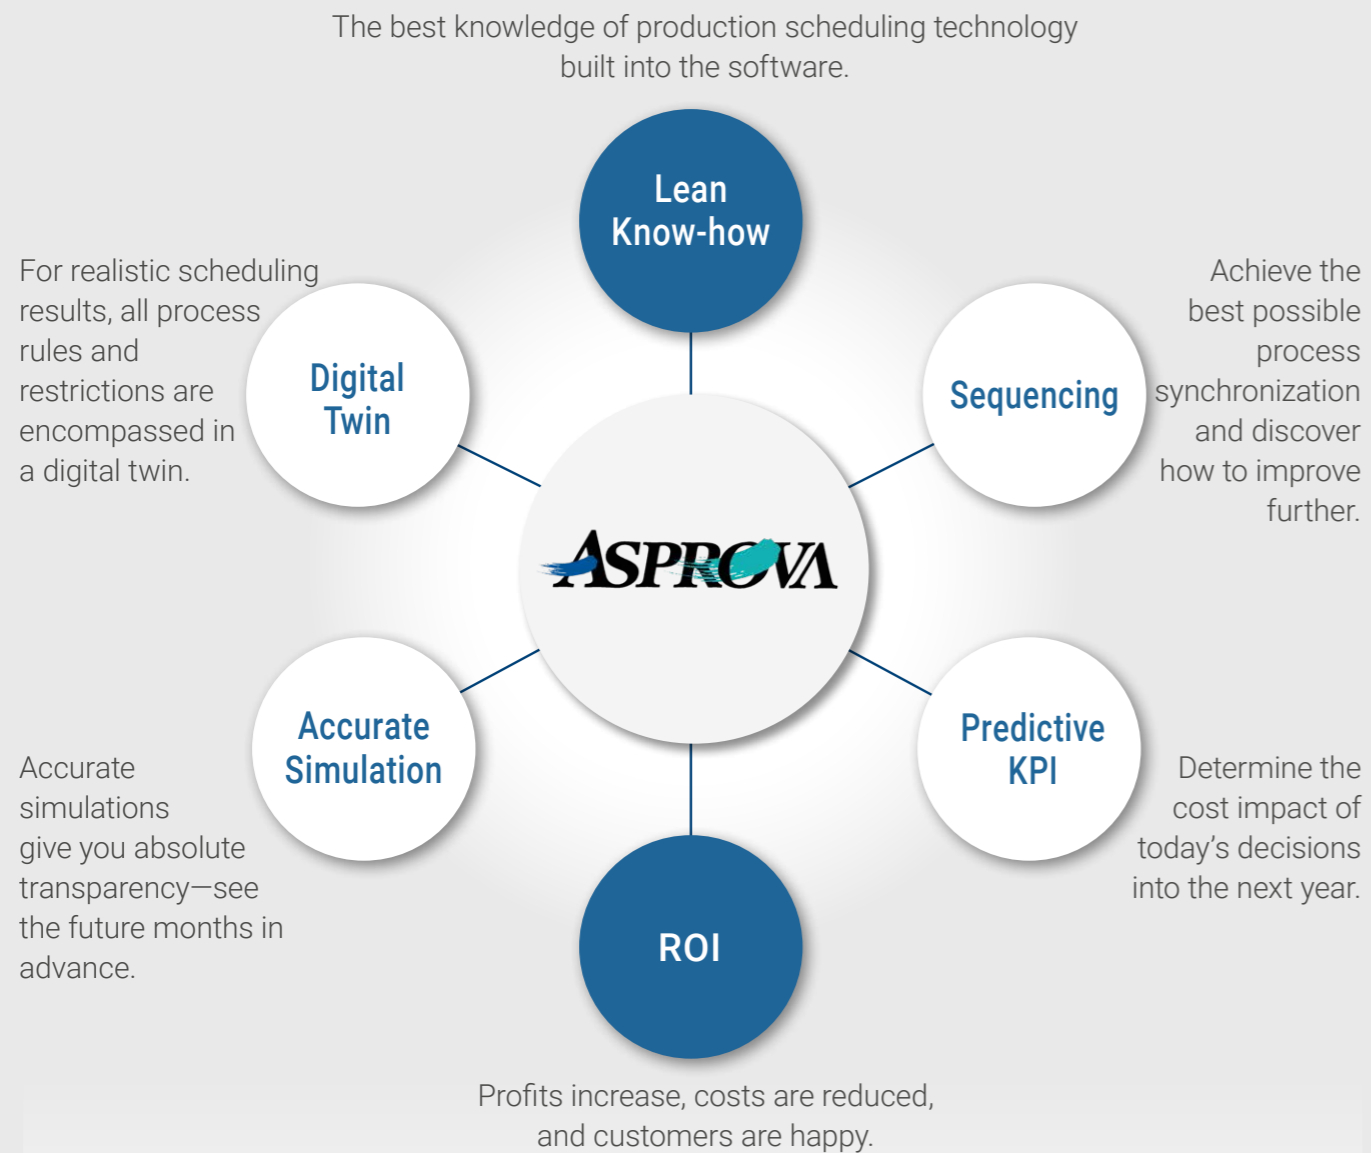 The best knowledge of production scheduling technology
built into the software.
Lean
Know-how
For realistic scheduling
results, all process
rules and
restrictions are
encompassed in
a digital twin.
Digital
Twin
Sequencing
Achieve the
best possible
process
synchronization
and discover
how to improve
further.
ASPROVA
Accurate
Simulation
Accurate
simulations
give you absolute
transparency—see
the future months in
advance.
Predictive
KPI
Determine the
cost impact of
today’s decisions
into the next year.
ROI
Profits increase, costs are reduced,
and customers are happy.